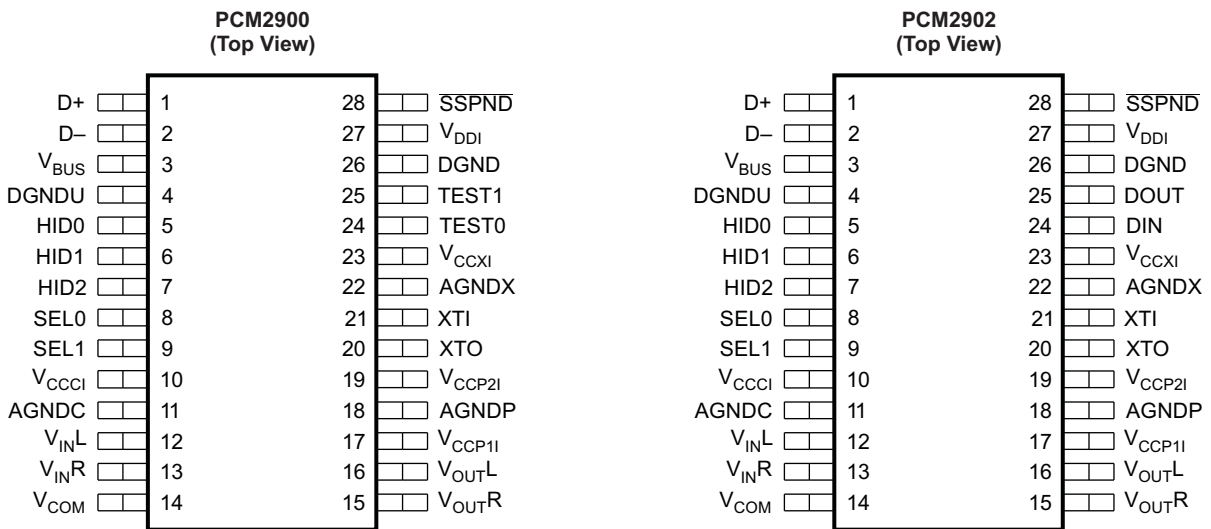 PCM2900
(Top View)
D+ 1 28 S̅S̅P̅N̅D̅
D– 2 27 VDDI
VBUS 3 26 DGND
DGNDU 4 25 TEST1
HID0 5 24 TEST0
HID1 6 23 VCCXI
HID2 7 22 AGNDX
SEL0 8 21 XTI
SEL1 9 20 XTO
VCCCI 10 19 VCCP2I
AGNDC 11 18 AGNDP
VINL 12 17 VCCP1I
VINR 13 16 VOUTL
VCOM 14 15 VOUTR
PCM2902
(Top View)
D+ 1 28 S̅S̅P̅N̅D̅
D– 2 27 VDDI
VBUS 3 26 DGND
DGNDU 4 25 DOUT
HID0 5 24 DIN
HID1 6 23 VCCXI
HID2 7 22 AGNDX
SEL0 8 21 XTI
SEL1 9 20 XTO
VCCCI 10 19 VCCP2I
AGNDC 11 18 AGNDP
VINL 12 17 VCCP1I
VINR 13 16 VOUTL
VCOM 14 15 VOUTR